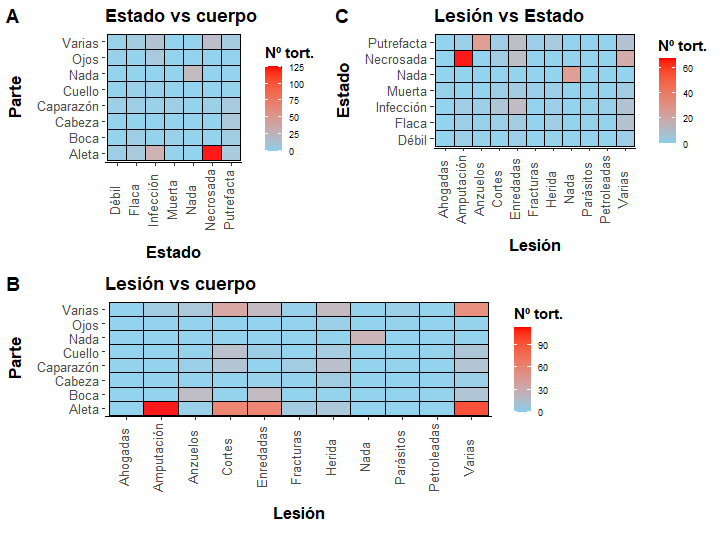 A
Estado vs cuerpo
Parte
Varias
Ojos
Nada
Cuello
Caparazón
Cabeza
Boca
Aleta
Débil
Flaca
Infección
Muerta
Nada
Necrosada
Putrefacta
Estado
Nº tort.
125
100
75
50
25
0
C
Lesión vs Estado
Estado
Putrefacta
Necrosada
Nada
Muerta
Infección
Flaca
Débil
Ahogadas
Amputación
Anzuelos
Cortes
Enredadas
Fracturas
Herida
Nada
Parásitos
Petroleadas
Varias
Lesión
Nº tort.
60
40
20
0
B
Lesión vs cuerpo
Parte
Varias
Ojos
Nada
Cuello
Caparazón
Cabeza
Boca
Aleta
Ahogadas
Amputación
Anzuelos
Cortes
Enredadas
Fracturas
Herida
Nada
Parásitos
Petroleadas
Varias
Lesión
Nº tort.
90
60
30
0